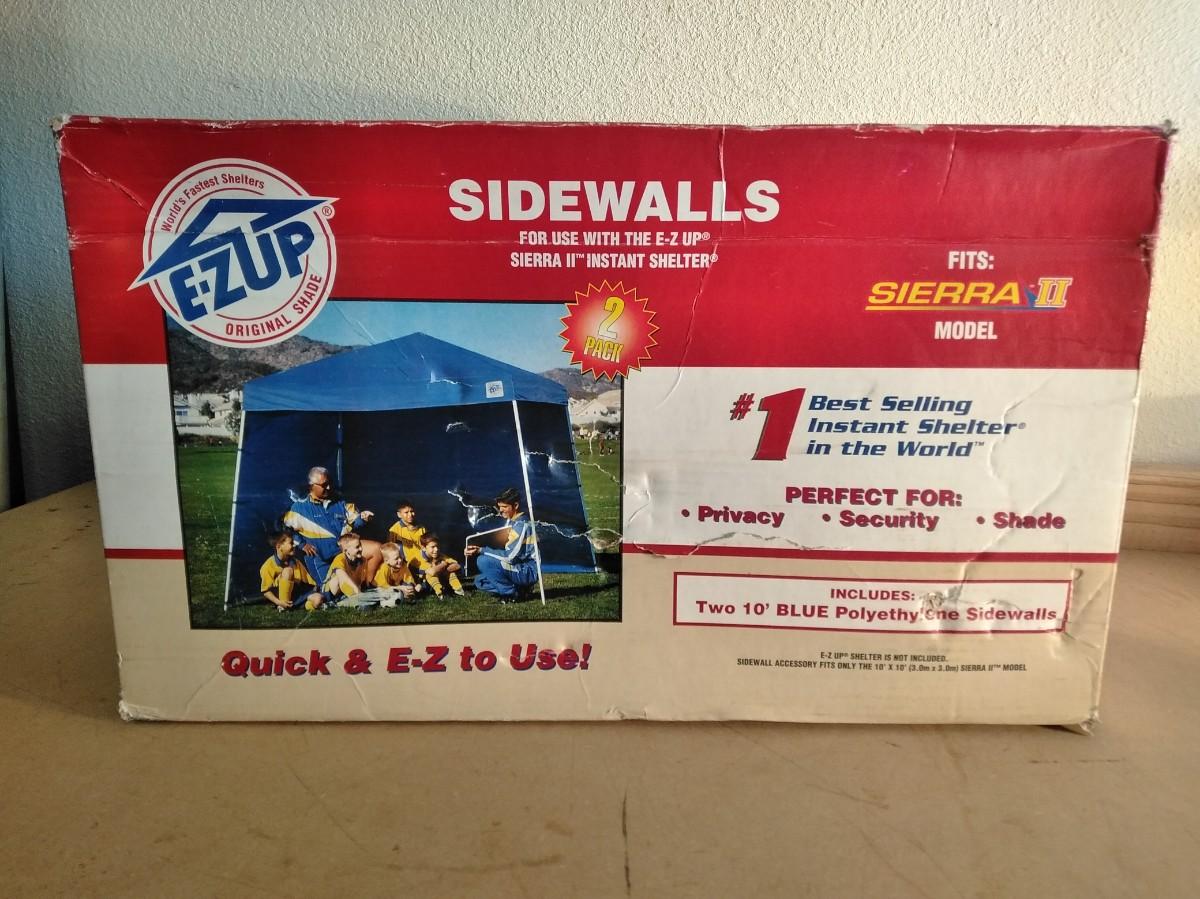 World's Fastest Shelters
E-Z UP®
ORIGINAL SHADE
SIDEWALLS
FOR USE WITH THE E-Z UP®
SIERRA II™ INSTANT SHELTER®
2
PACK
FITS:
SIERRA II
MODEL
#1
Best Selling
Instant Shelter®
in the World™
PERFECT FOR:
• Privacy • Security • Shade
INCLUDES:
Two 10' BLUE Polyethylene Sidewalls
Quick & E-Z to Use!
E-Z UP® SHELTER IS NOT INCLUDED.
SIDEWALL ACCESSORY FITS ONLY THE 10' X 10' (3.0m x 3.0m) SIERRA II™ MODEL